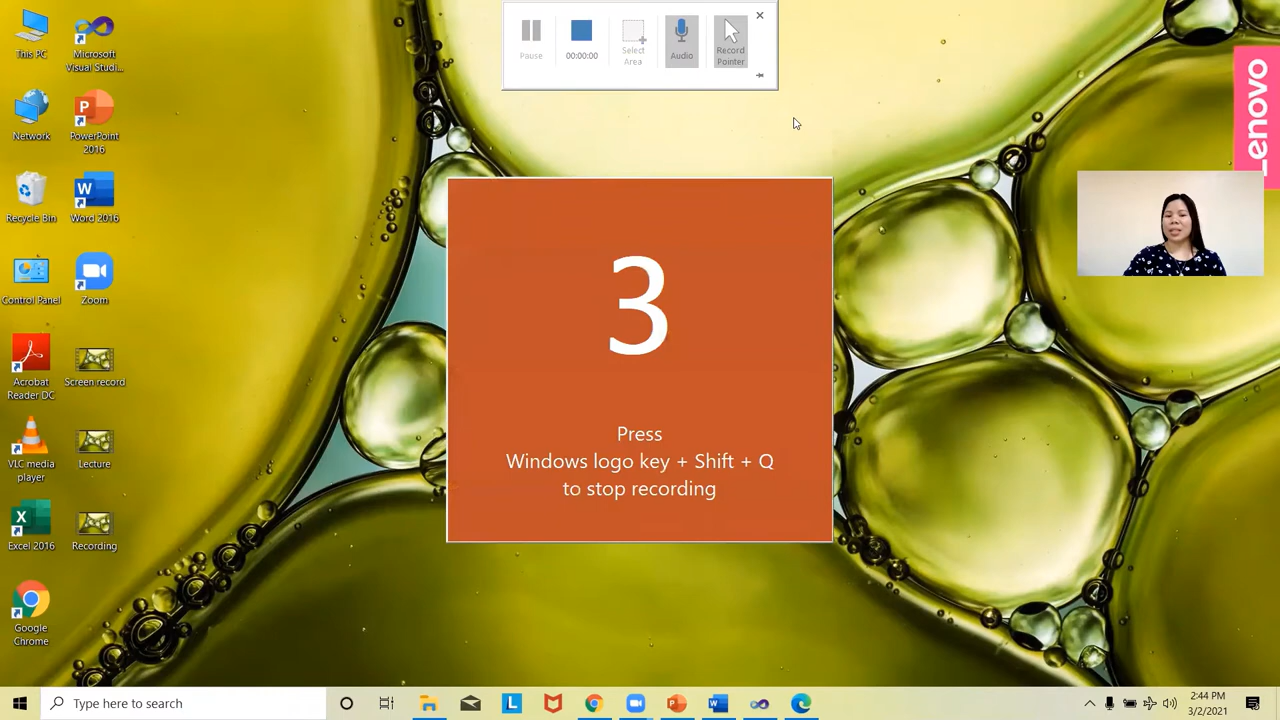 Pause
00:00:00
Select
Area
Audio
Record
Pointer
This PC
Microsoft
Visual Studi...
Network
PowerPoint
2016
Recycle Bin
Word 2016
Control Panel
Zoom
Acrobat
Reader DC
Screen record
VLC media
player
Lecture
Excel 2016
Recording
Google
Chrome
3
Press
Windows logo key + Shift + Q
to stop recording
Lenovo
Type here to search
2:44 PM
3/2/2021